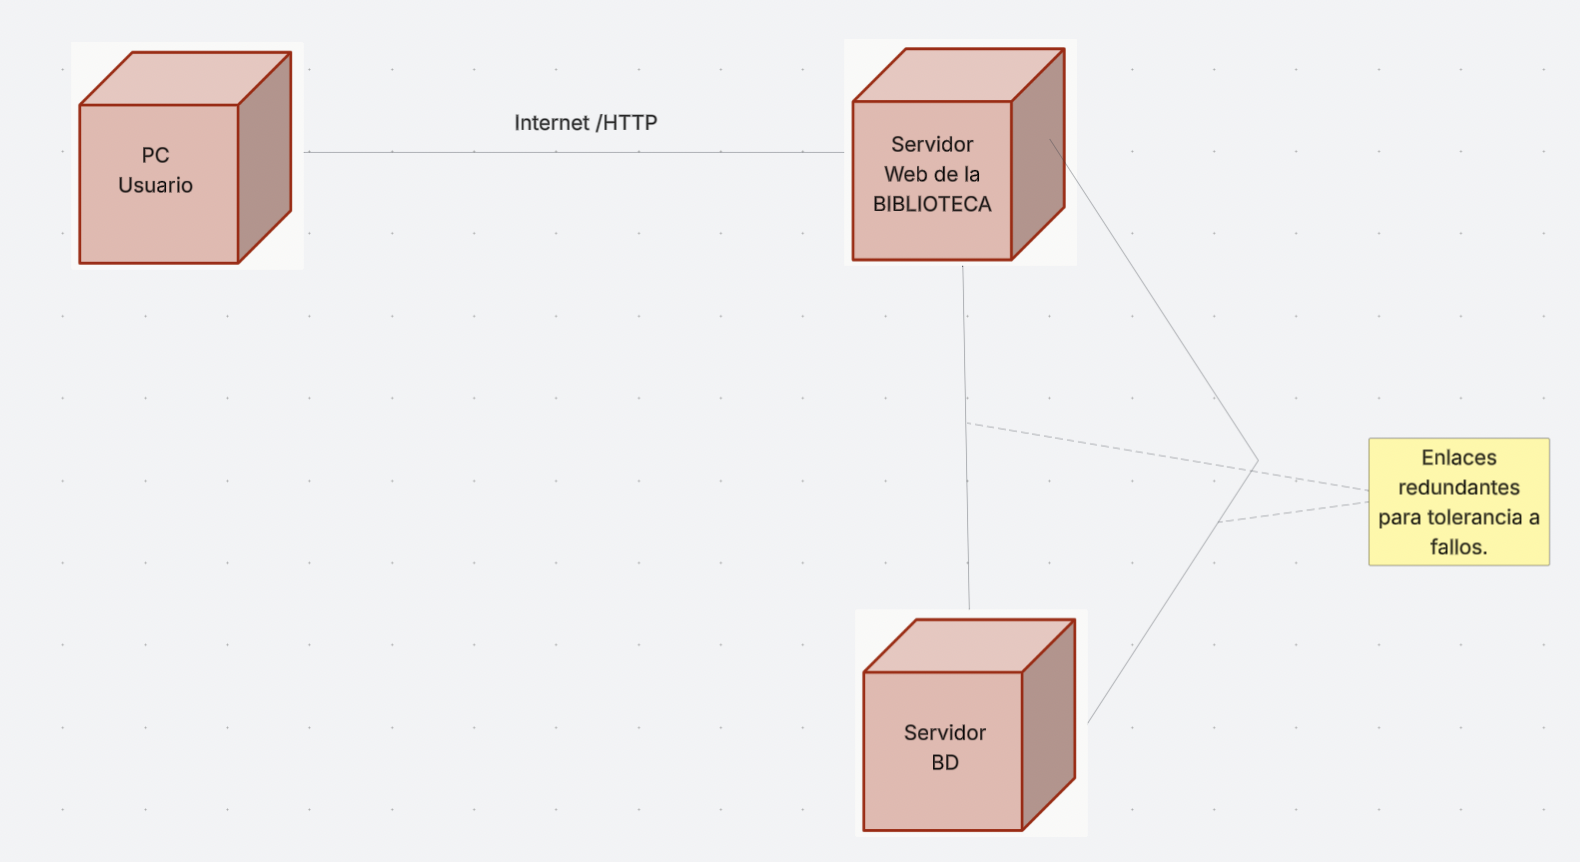 PC
Usuario
Internet /HTTP
Servidor
Web de la
BIBLIOTECA
Enlaces
redundantes
para tolerancia a
fallos.
Servidor
BD